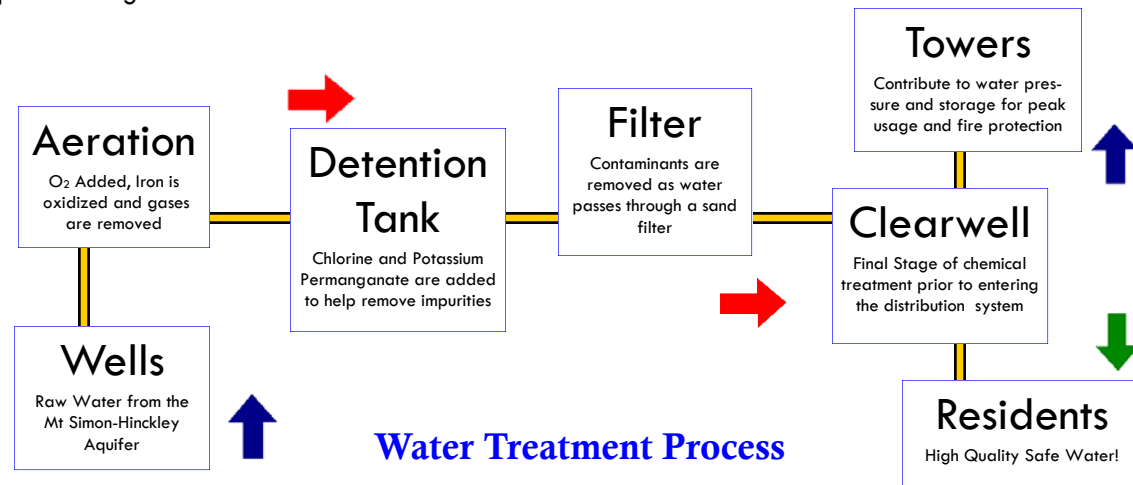 Towers
Contribute to water pres-
sure and storage for peak
usage and fire protection
Aeration
O₂ Added, Iron is
oxidized and gases
are removed
Detention
Tank
Chlorine and Potassium
Permanganate are added
to help remove impurities
Filter
Contaminants are
removed as water
passes through a sand
filter
Clearwell
Final Stage of chemical
treatment prior to entering
the distribution system
Wells
Raw Water from the
Mt Simon-Hinckley
Aquifer
Residents
High Quality Safe Water!
Water Treatment Process